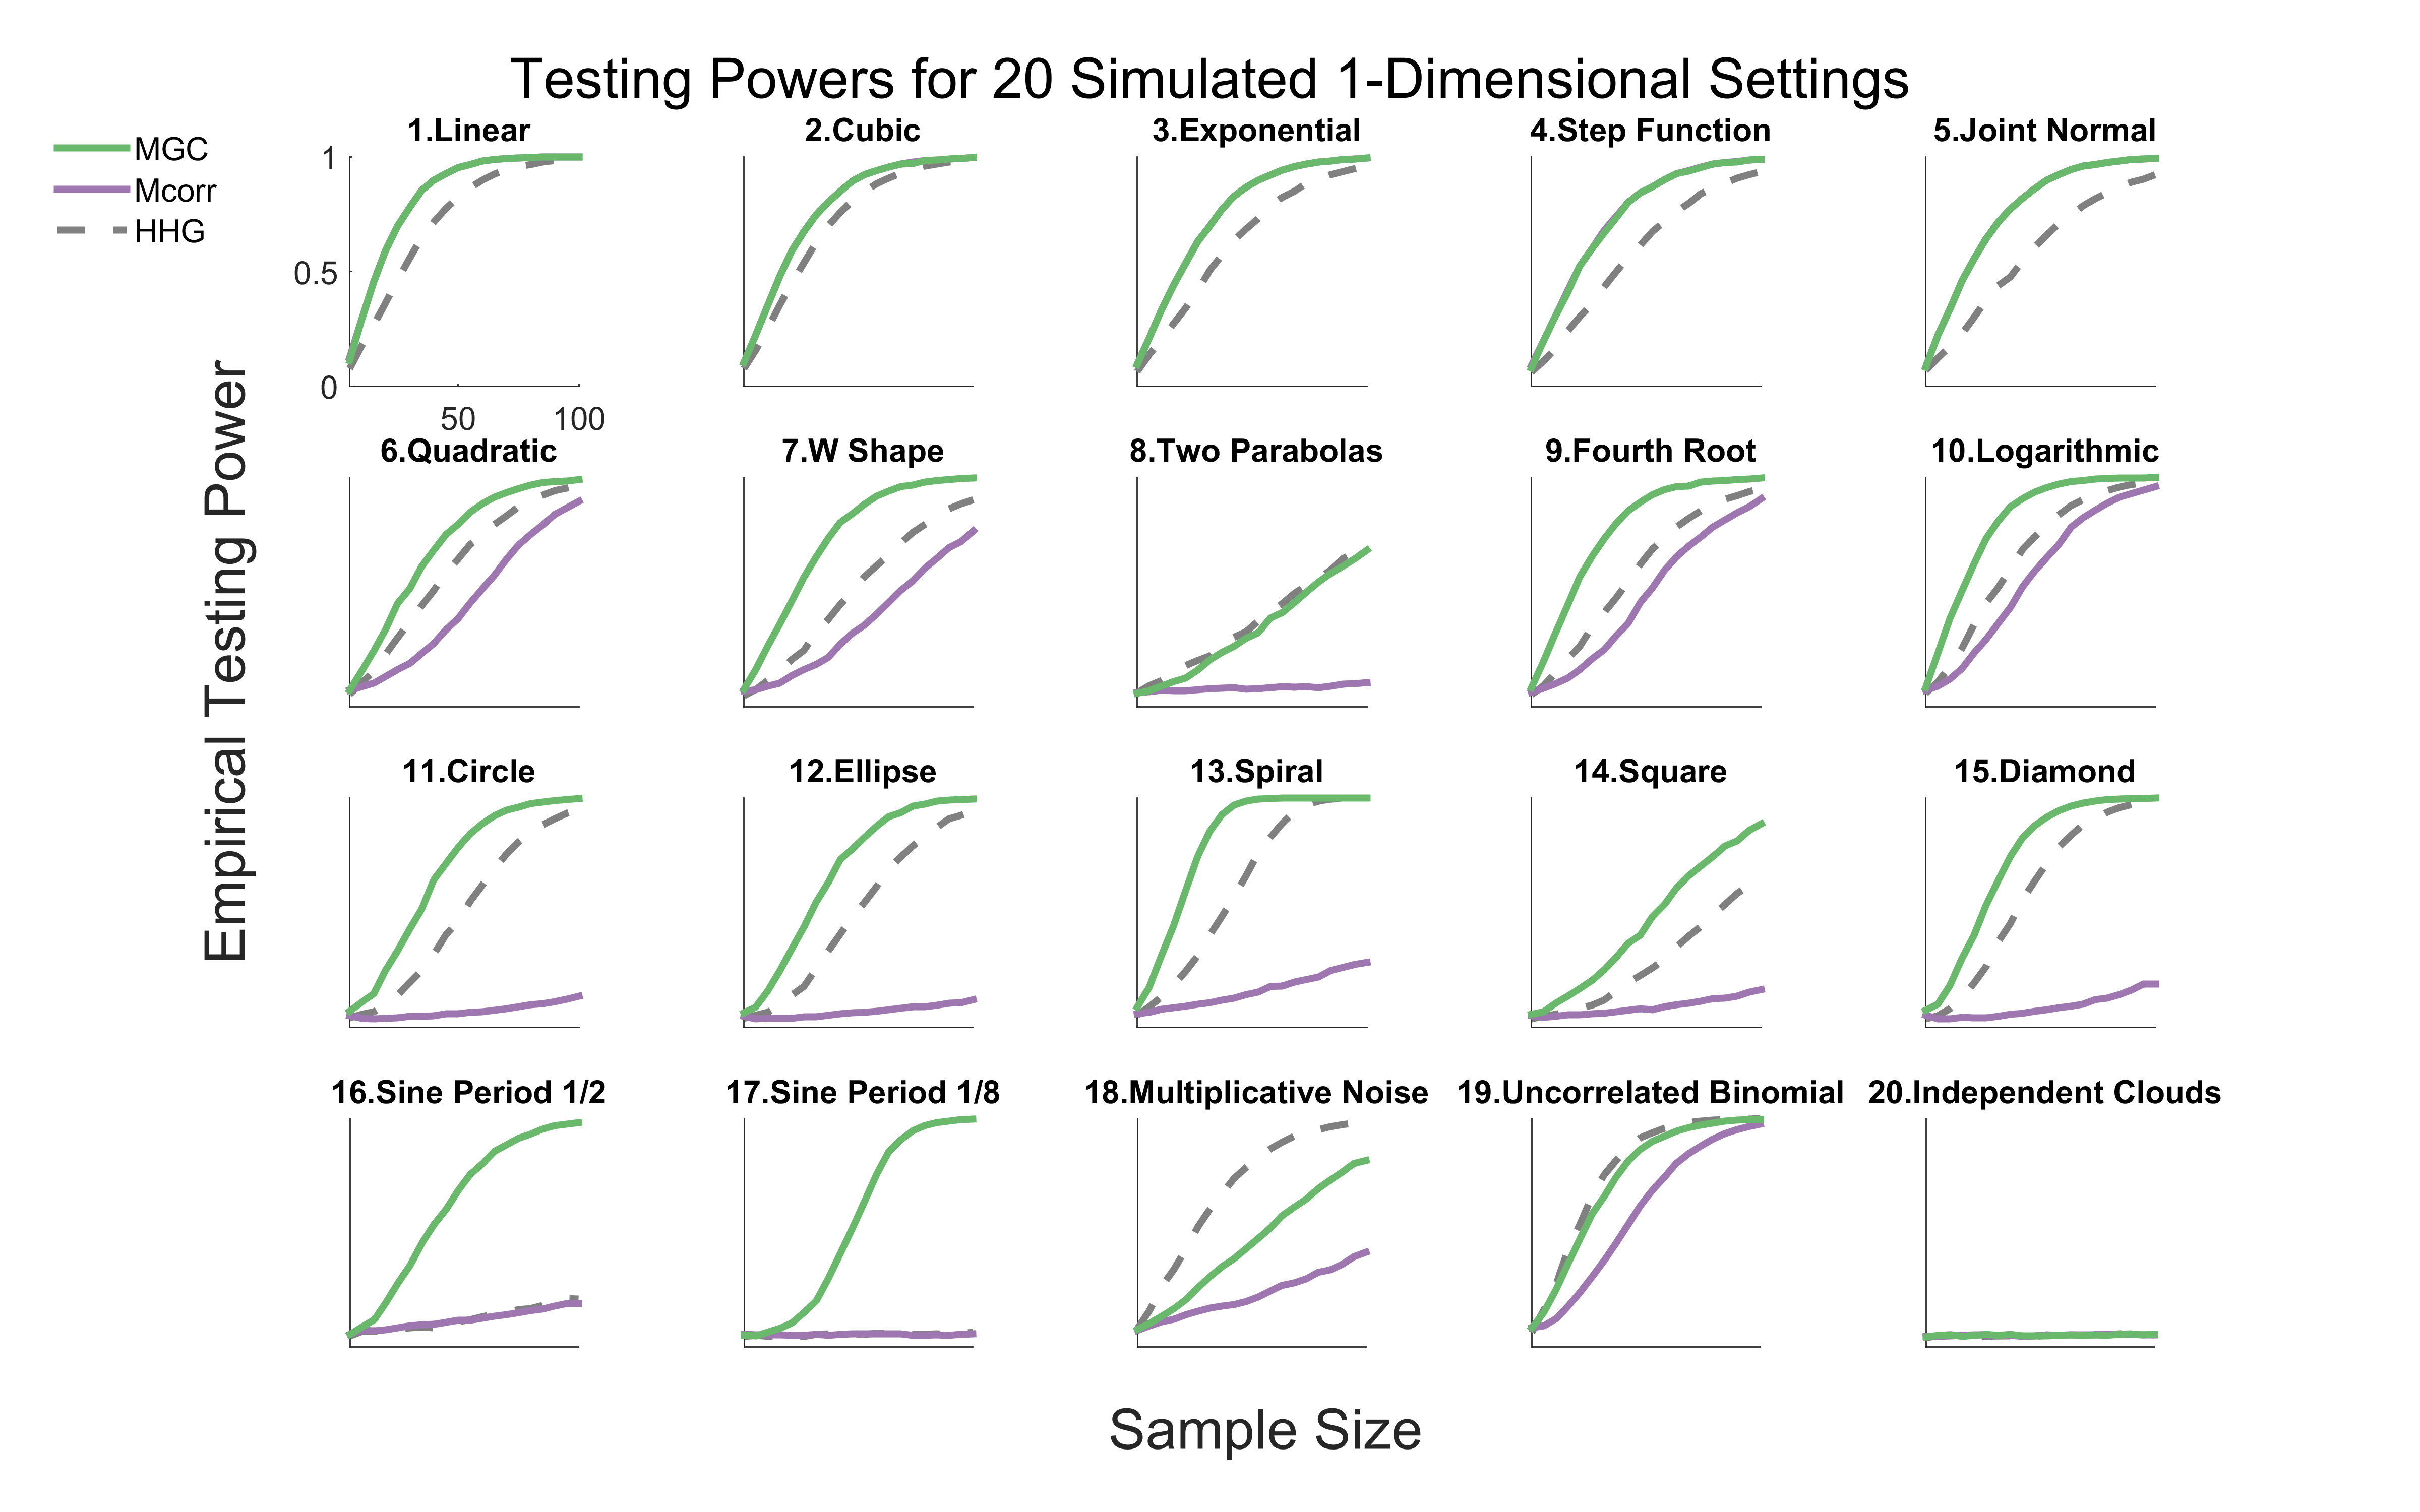 Testing Powers for 20 Simulated 1-Dimensional Settings
MGC
Mcorr
HHG
Empirical Testing Power
1.Linear
2.Cubic
3.Exponential
4.Step Function
5.Joint Normal
1
0.5
0
50
100
6.Quadratic
7.W Shape
8.Two Parabolas
9.Fourth Root
10.Logarithmic
11.Circle
12.Ellipse
13.Spiral
14.Square
15.Diamond
16.Sine Period 1/2
17.Sine Period 1/8
18.Multiplicative Noise
19.Uncorrelated Binomial
20.Independent Clouds
Sample Size